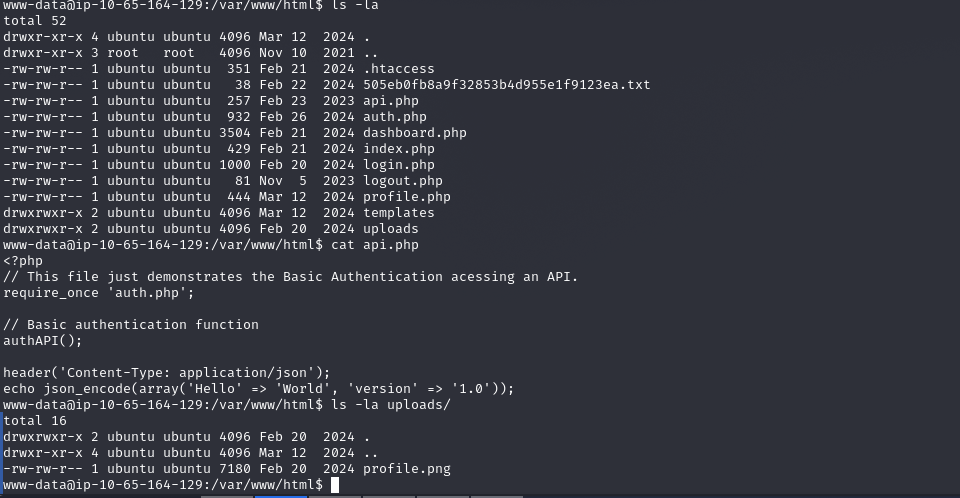 www-data@ip-10-65-164-129:/var/www/html$ ls -la
total 52
drwxr-xr-x 4 ubuntu ubuntu 4096 Mar 12  2024 .
drwxr-xr-x 3 root   root   4096 Nov 10  2021 ..
-rw-rw-r-- 1 ubuntu ubuntu  351 Feb 21  2024 .htaccess
-rw-rw-r-- 1 ubuntu ubuntu   38 Feb 22  2024 505eb0fb8a9f32853b4d955e1f9123ea.txt
-rw-rw-r-- 1 ubuntu ubuntu  257 Feb 23  2023 api.php
-rw-rw-r-- 1 ubuntu ubuntu  932 Feb 26  2024 auth.php
-rw-rw-r-- 1 ubuntu ubuntu 3504 Feb 21  2024 dashboard.php
-rw-rw-r-- 1 ubuntu ubuntu  429 Feb 21  2024 index.php
-rw-rw-r-- 1 ubuntu ubuntu 1000 Feb 20  2024 login.php
-rw-rw-r-- 1 ubuntu ubuntu   81 Nov  5  2023 logout.php
-rw-rw-r-- 1 ubuntu ubuntu  444 Mar 12  2024 profile.php
drwxrwxr-x 2 ubuntu ubuntu 4096 Mar 12  2024 templates
drwxrwxr-x 2 ubuntu ubuntu 4096 Feb 20  2024 uploads
www-data@ip-10-65-164-129:/var/www/html$ cat api.php
<?php
// This file just demonstrates the Basic Authentication acessing an API.
require_once 'auth.php';
// Basic authentication function
authAPI();
header('Content-Type: application/json');
echo json_encode(array('Hello' => 'World', 'version' => '1.0'));
www-data@ip-10-65-164-129:/var/www/html$ ls -la uploads/
total 16
drwxrwxr-x 2 ubuntu ubuntu 4096 Feb 20  2024 .
drwxr-xr-x 4 ubuntu ubuntu 4096 Mar 12  2024 ..
-rw-rw-r-- 1 ubuntu ubuntu 7180 Feb 20  2024 profile.png
www-data@ip-10-65-164-129:/var/www/html$